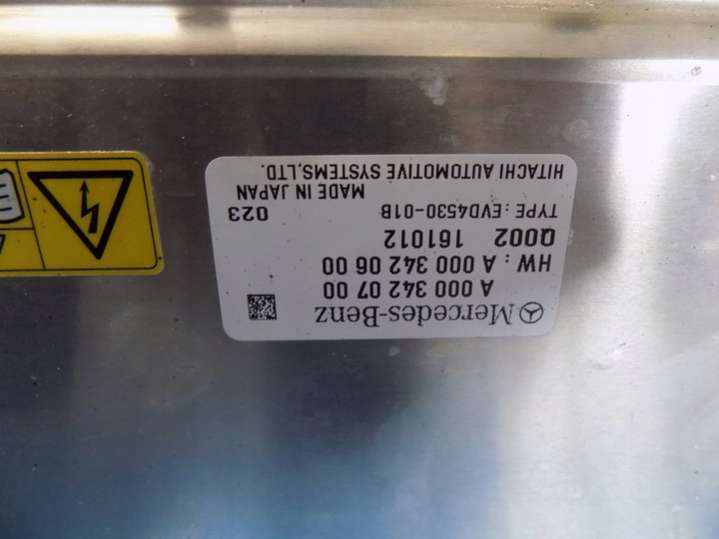 Mercedes-Benz
A 000 342 07 00
HW : A 000 342 06 00
Q002 161012
TYPE : EVD4530-01B 023
MADE IN JAPAN
HITACHI AUTOMOTIVE SYSTEMS,LTD.